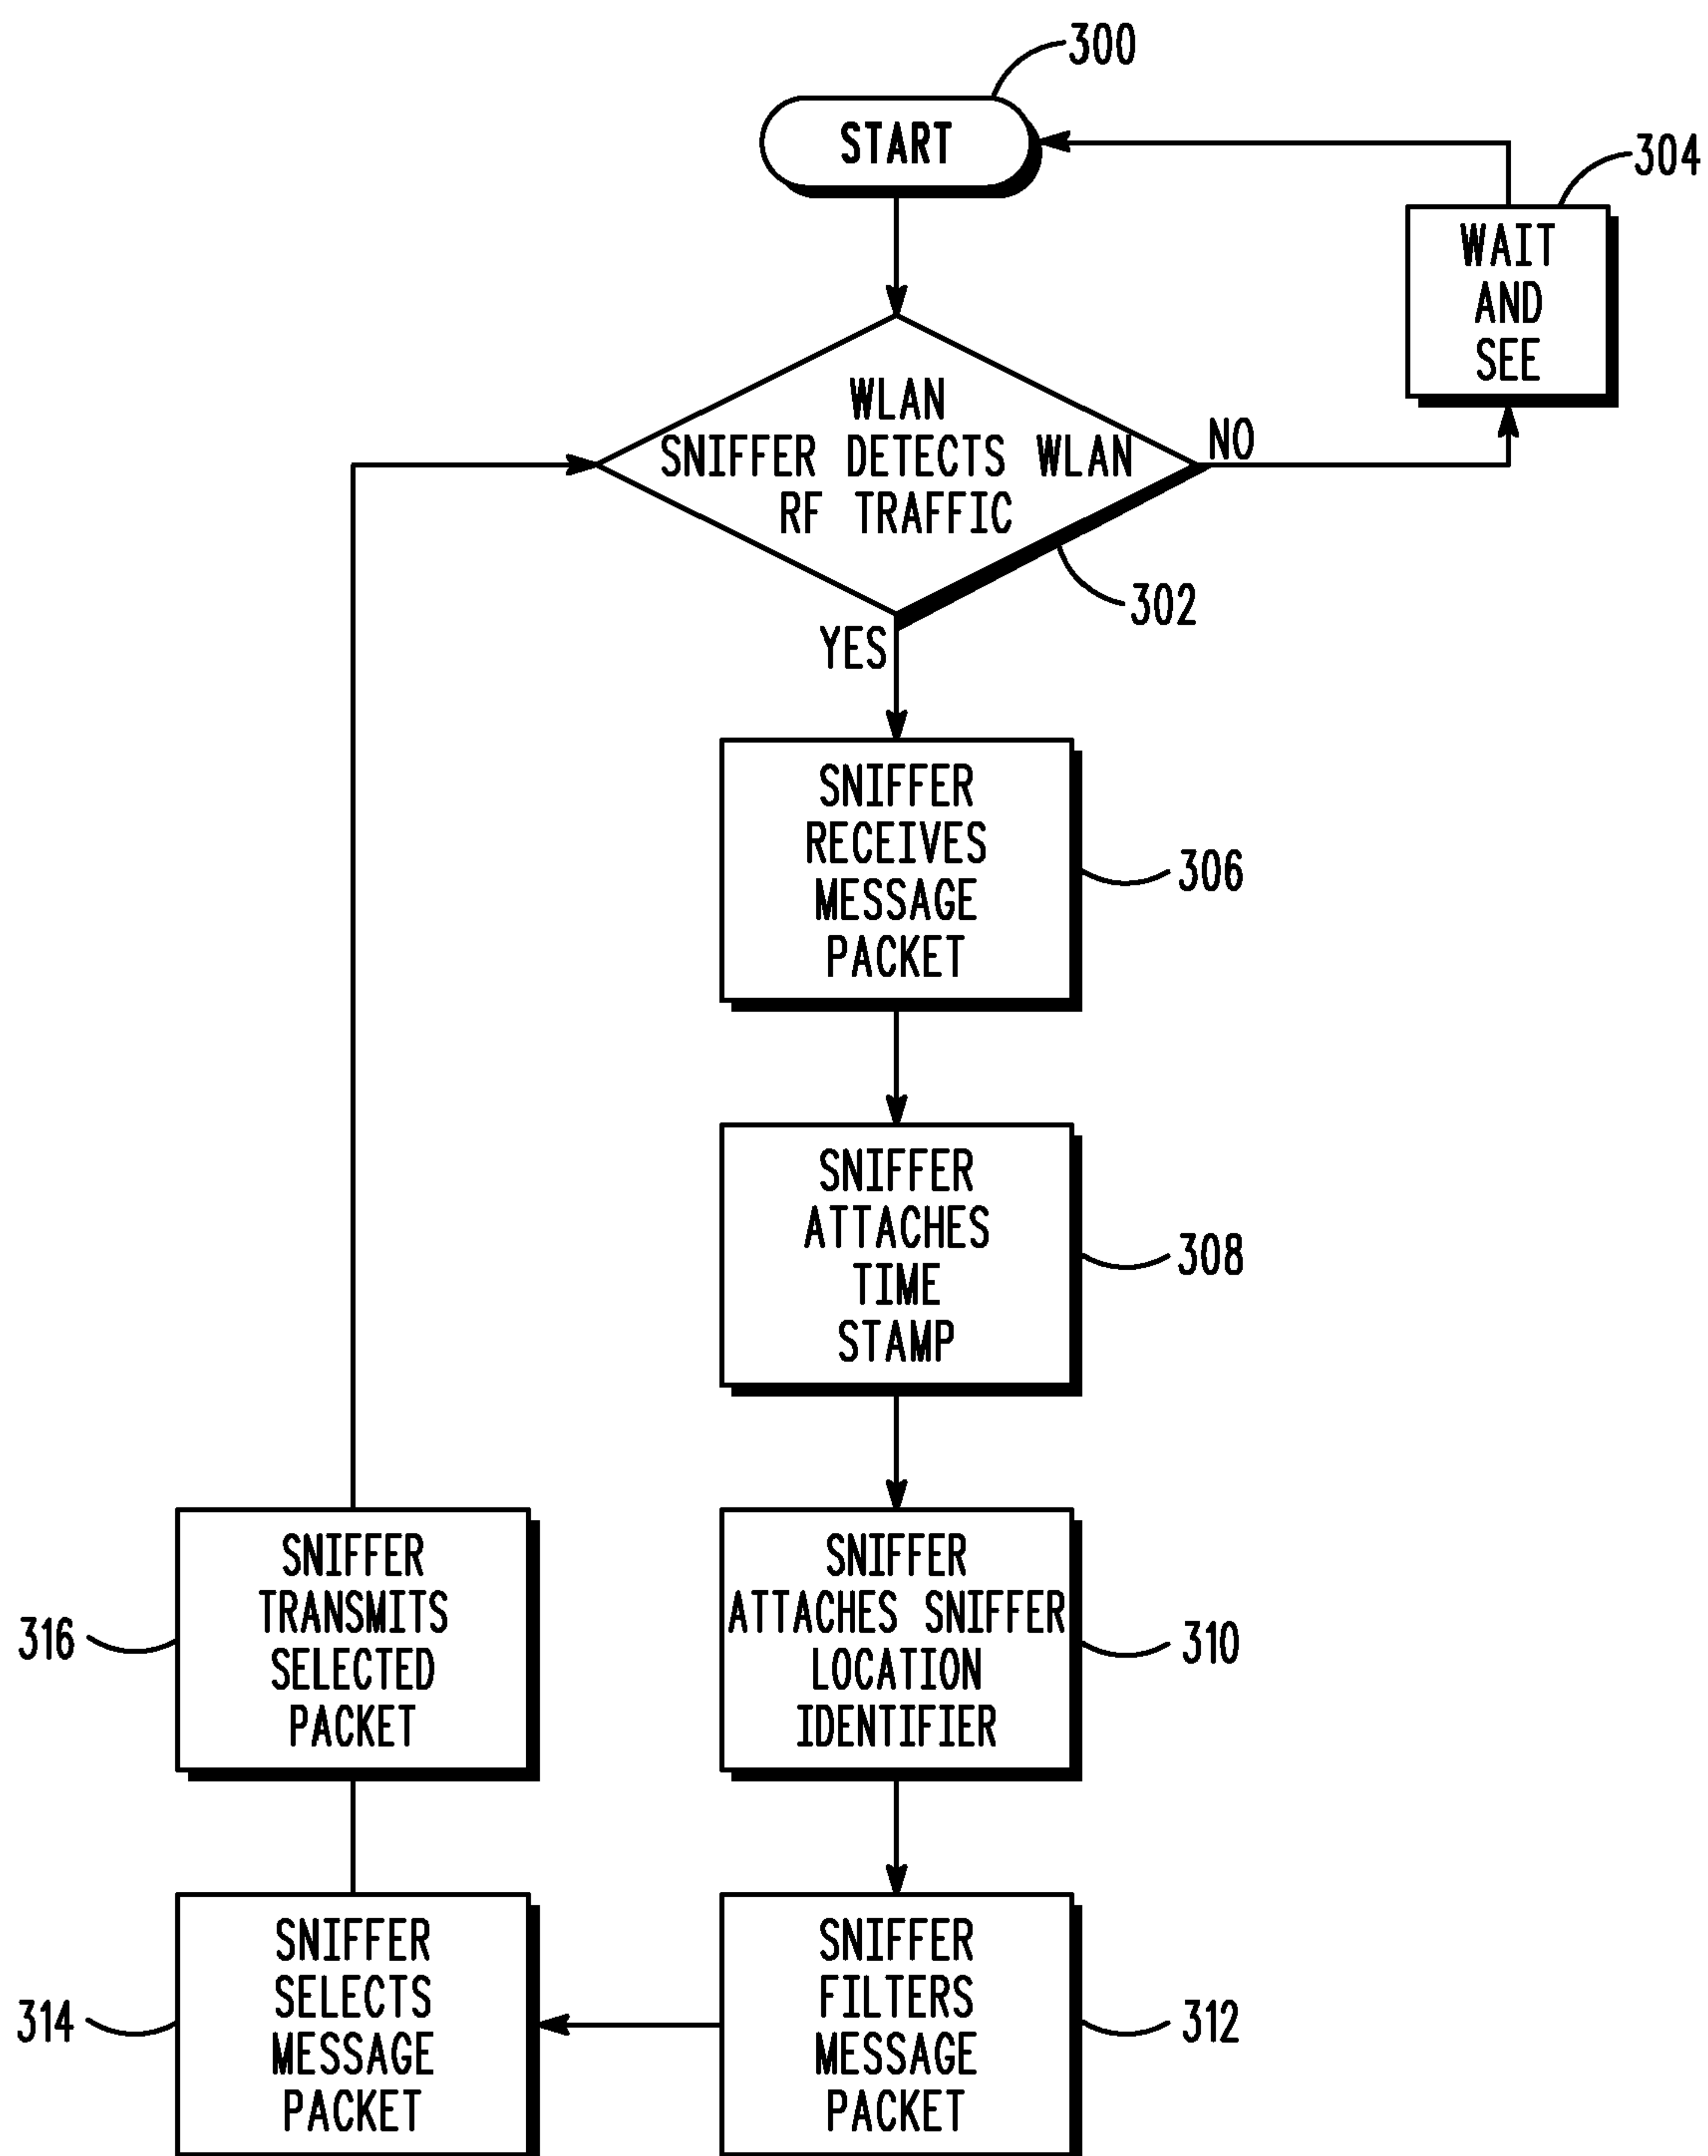 300
START
304
WAIT
AND
SEE
WLAN
SNIFFER DETECTS WLAN
RF TRAFFIC
NO
302
YES
SNIFFER
RECEIVES
MESSAGE
PACKET
306
SNIFFER
ATTACHES
TIME
STAMP
308
SNIFFER
ATTACHES SNIFFER
LOCATION
IDENTIFIER
310
SNIFFER
TRANSMITS
SELECTED
PACKET
316
SNIFFER
FILTERS
MESSAGE
PACKET
312
SNIFFER
SELECTS
MESSAGE
PACKET
314